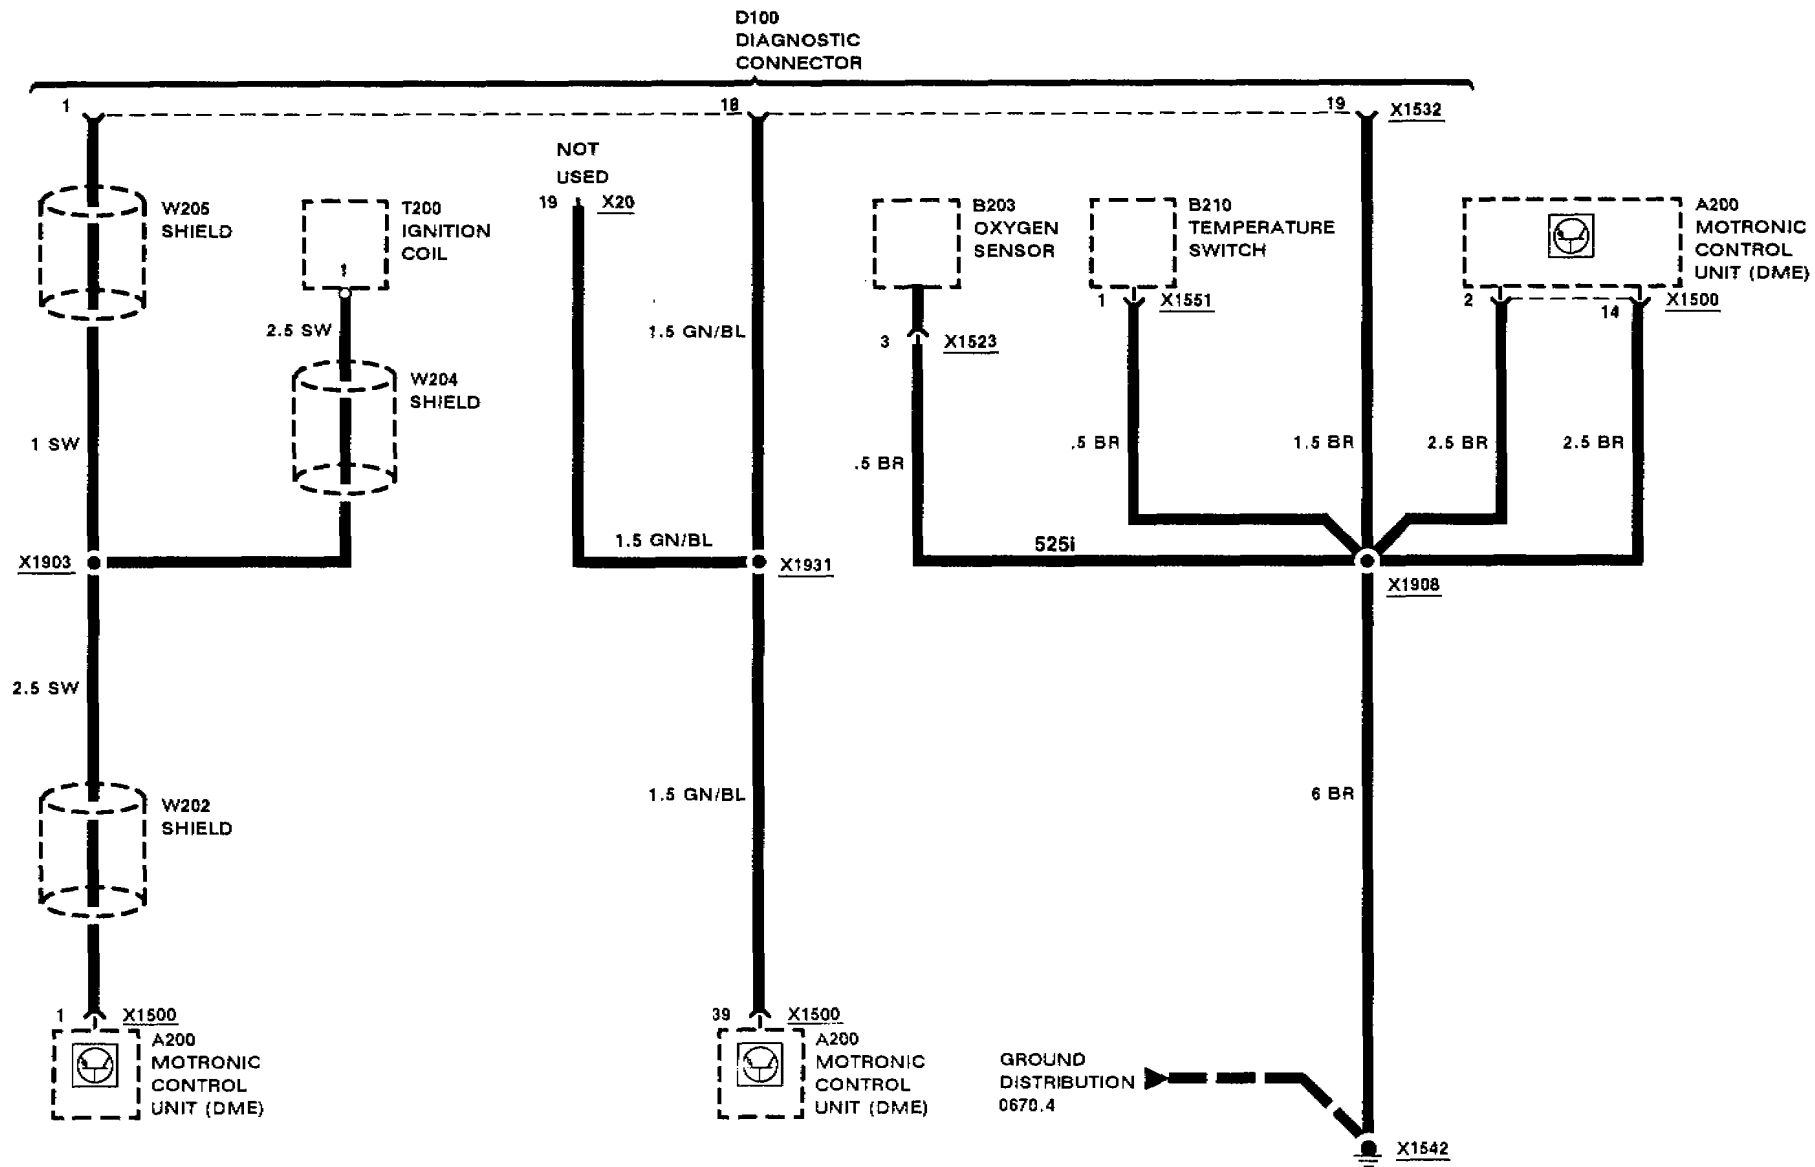 D100
DIAGNOSTIC
CONNECTOR
1
18
19
X1532
NOT
USED
19
X20
W205
SHIELD
T200
IGNITION
COIL
1
B203
OXYGEN
SENSOR
B210
TEMPERATURE
SWITCH
A200
MOTRONIC
CONTROL
UNIT (DME)
1
X1551
2
14
X1500
2.5 SW
1.5 GN/BL
3
X1523
W204
SHIELD
1 SW
.5 BR
.5 BR
1.5 BR
2.5 BR
2.5 BR
1.5 GN/BL
525i
X1903
X1931
X1908
2.5 SW
W202
SHIELD
1.5 GN/BL
6 BR
1
X1500
A200
MOTRONIC
CONTROL
UNIT (DME)
39
X1500
A200
MOTRONIC
CONTROL
UNIT (DME)
GROUND
DISTRIBUTION
0670.4
X1542